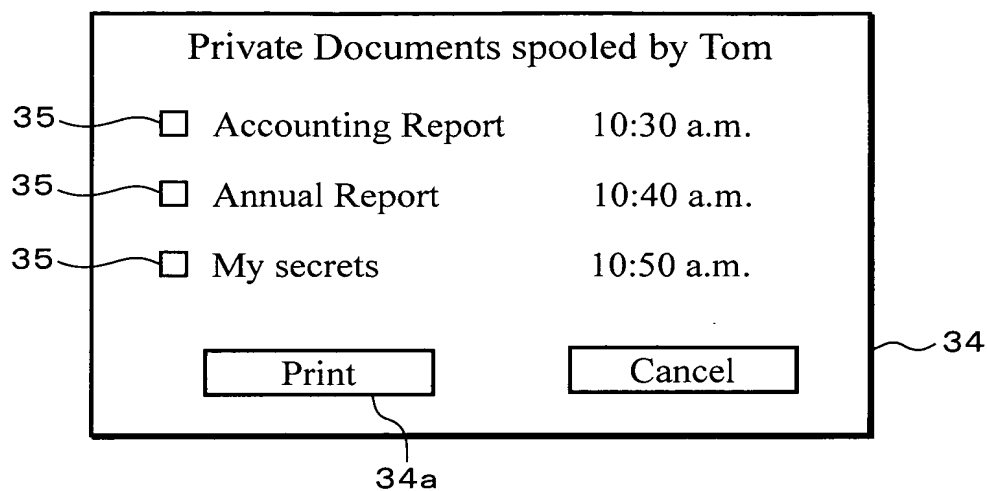 Private Documents spooled by Tom
35 Accounting Report 10:30 a.m.
35 Annual Report 10:40 a.m.
35 My secrets 10:50 a.m.
34
Print Cancel
34a